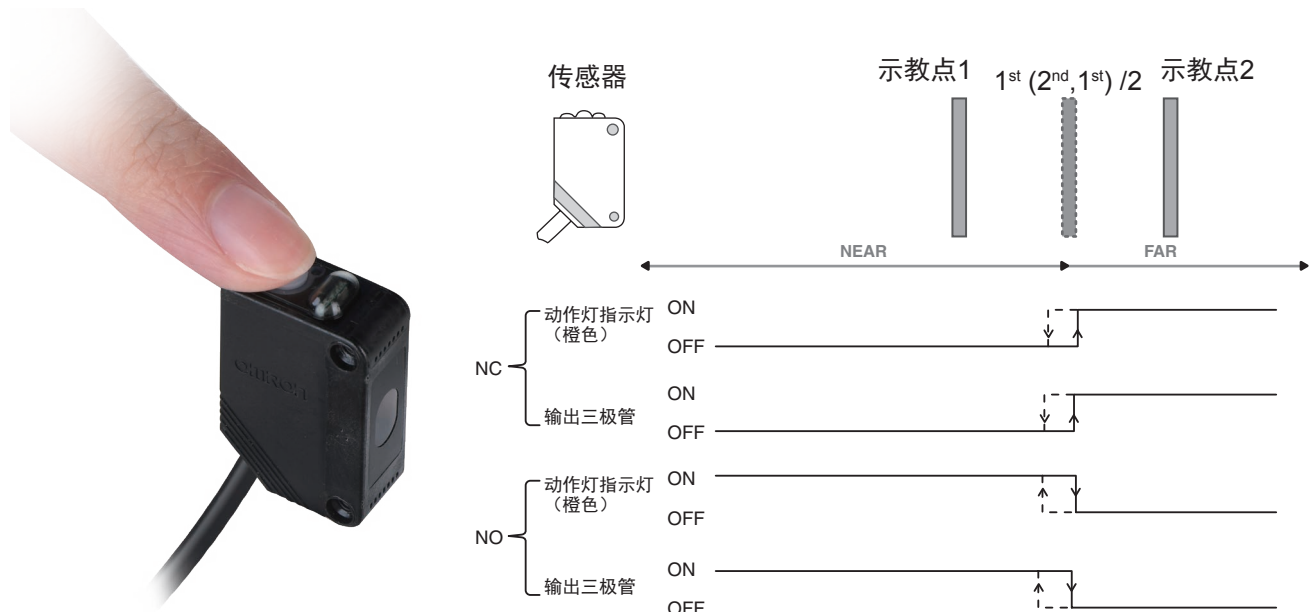 传感器
示教点1
1st (2nd,1st) /2
示教点2
NEAR
FAR
NC
动作灯指示灯
（橙色）
ON
OFF
输出三极管
ON
OFF
NO
动作灯指示灯
（橙色）
ON
OFF
输出三极管
ON
OFF
OMRON